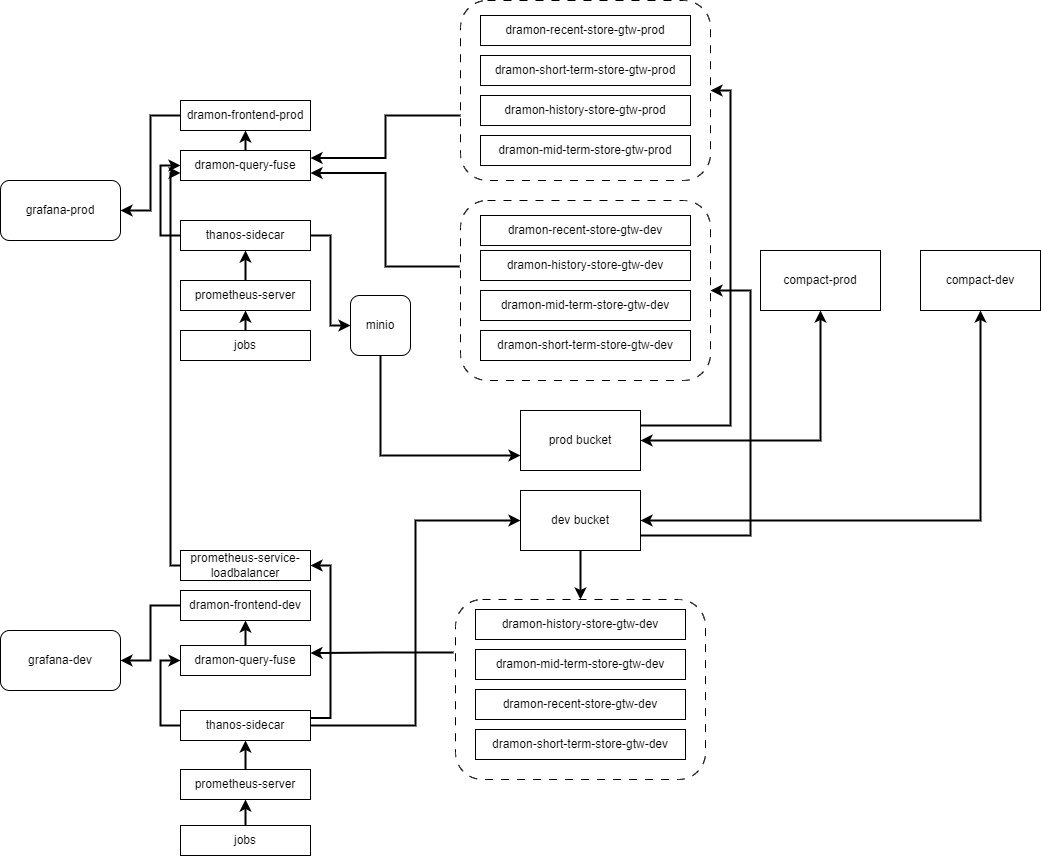 dramon-recent-store-gtw-prod
dramon-short-term-store-gtw-prod
dramon-history-store-gtw-prod
dramon-mid-term-store-gtw-prod
dramon-frontend-prod
dramon-query-fuse
grafana-prod
thanos-sidecar
prometheus-server
jobs
minio
dramon-recent-store-gtw-dev
dramon-history-store-gtw-dev
dramon-mid-term-store-gtw-dev
dramon-short-term-store-gtw-dev
compact-prod
compact-dev
prod bucket
dev bucket
prometheus-service-
loadbalancer
dramon-frontend-dev
dramon-query-fuse
grafana-dev
thanos-sidecar
prometheus-server
jobs
dramon-history-store-gtw-dev
dramon-mid-term-store-gtw-dev
dramon-recent-store-gtw-dev
dramon-short-term-store-gtw-dev